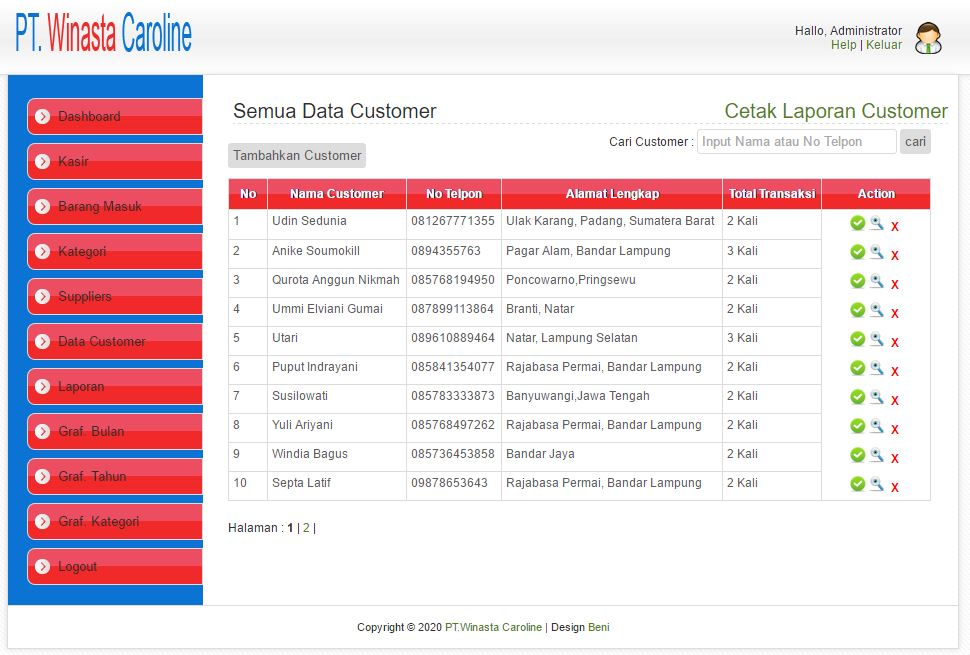 PT. Winasta Caroline
Hallo, Administrator
Help | Keluar
Dashboard
Kasir
Barang Masuk
Kategori
Suppliers
Data Customer
Laporan
Graf. Bulan
Graf. Tahun
Graf. Kategori
Logout
Semua Data Customer
Cetak Laporan Customer
Cari Customer : Input Nama atau No Telpon cari
Tambahkan Customer
No Nama Customer No Telpon Alamat Lengkap Total Transaksi Action
1 Udin Sedunia 081267771355 Ulak Karang, Padang, Sumatera Barat 2 Kali X
2 Anike Soumokill 0894355763 Pagar Alam, Bandar Lampung 3 Kali X
3 Qurota Anggun Nikmah 085768194950 Poncowarno,Pringsewu 2 Kali X
4 Ummi Elviani Gumai 087899113864 Branti, Natar 2 Kali X
5 Utari 089610889464 Natar, Lampung Selatan 3 Kali X
6 Puput Indrayani 085841354077 Rajabasa Permai, Bandar Lampung 2 Kali X
7 Susilowati 085783333873 Banyuwangi,Jawa Tengah 2 Kali X
8 Yuli Ariyani 085768497262 Rajabasa Permai, Bandar Lampung 2 Kali X
9 Windia Bagus 085736453858 Bandar Jaya 2 Kali X
10 Septa Latif 09878653643 Rajabasa Permai, Bandar Lampung 2 Kali X
Halaman : 1 | 2 |
Copyright © 2020 PT.Winasta Caroline | Design Beni